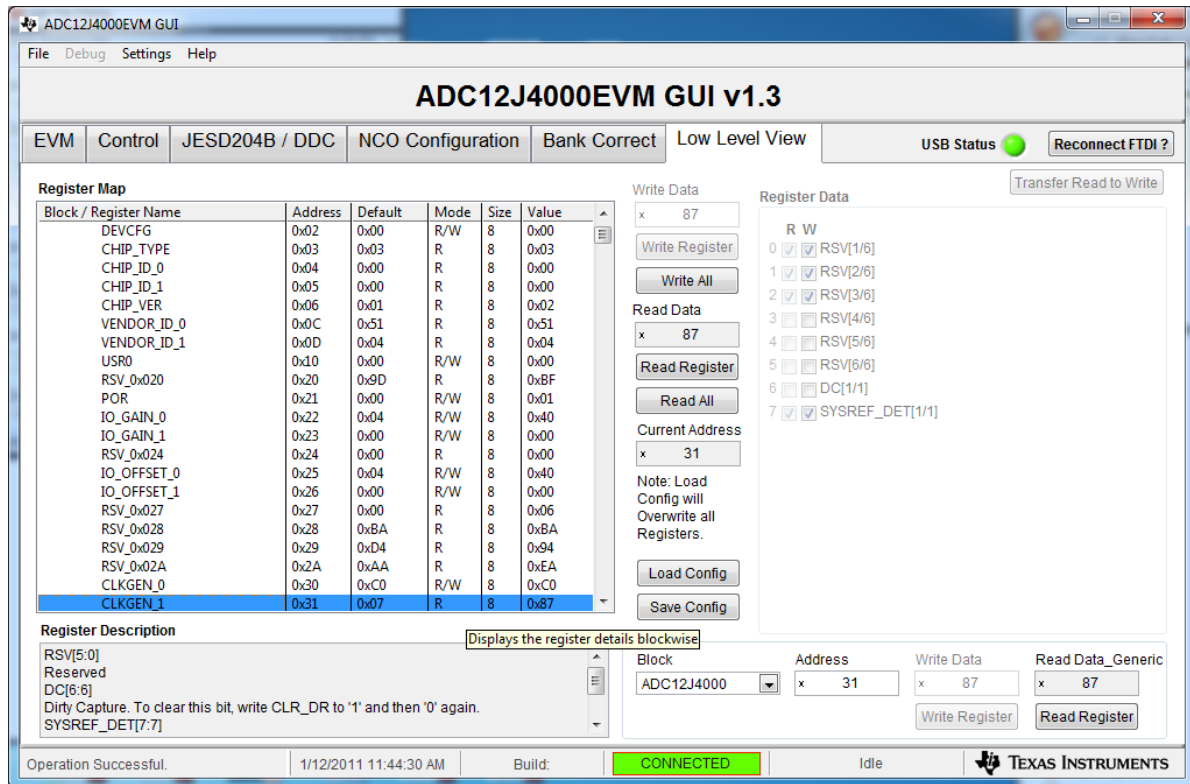 ADC12J4000EVM GUI
File Debug Settings Help
ADC12J4000EVM GUI v1.3
EVM Control JESD204B / DDC NCO Configuration Bank Correct Low Level View USB Status Reconnect FTDI ?
Transfer Read to Write
Register Map
Block / Register Name Address Default Mode Size Value
DEVCFG 0x02 0x00 R/W 8 0x00
CHIP_TYPE 0x03 0x03 R 8 0x03
CHIP_ID_0 0x04 0x00 R 8 0x00
CHIP_ID_1 0x05 0x00 R 8 0x00
CHIP_VER 0x06 0x01 R 8 0x02
VENDOR_ID_0 0x0C 0x51 R 8 0x51
VENDOR_ID_1 0x0D 0x04 R 8 0x04
USR0 0x10 0x00 R/W 8 0x00
RSV_0x020 0x20 0x9D R 8 0xBF
POR 0x21 0x00 R/W 8 0x01
IO_GAIN_0 0x22 0x04 R/W 8 0x40
IO_GAIN_1 0x23 0x00 R/W 8 0x00
RSV_0x024 0x24 0x00 R 8 0x00
IO_OFFSET_0 0x25 0x04 R/W 8 0x40
IO_OFFSET_1 0x26 0x00 R/W 8 0x00
RSV_0x027 0x27 0x00 R 8 0x06
RSV_0x028 0x28 0xBA R 8 0xBA
RSV_0x029 0x29 0xD4 R 8 0x94
RSV_0x02A 0x2A 0xAA R 8 0xEA
CLKGEN_0 0x30 0xC0 R/W 8 0xC0
CLKGEN_1 0x31 0x07 R 8 0x87
Write Data
x 87
Write Register
Write All
Read Data
x 87
Read Register
Read All
Current Address
x 31
Note: Load
Config will
Overwrite all
Registers.
Load Config
Save Config
Register Data
R W
0 RSV[1/6]
1 RSV[2/6]
2 RSV[3/6]
3 RSV[4/6]
4 RSV[5/6]
5 RSV[6/6]
6 DC[1/1]
7 SYSREF_DET[1/1]
Displays the register details blockwise
Register Description
RSV[5:0]
Reserved
DC[6:6]
Dirty Capture. To clear this bit, write CLR_DR to '1' and then '0' again.
SYSREF_DET[7:7]
Block Address Write Data Read Data_Generic
ADC12J4000 x 31 x 87 x 87
Write Register Read Register
Operation Successful. 1/12/2011 11:44:30 AM Build: CONNECTED Idle TEXAS INSTRUMENTS